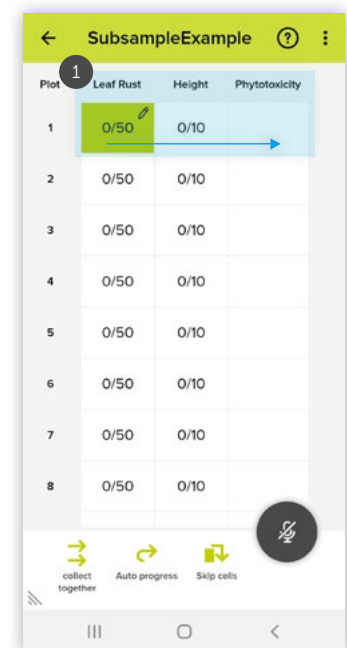 SubsampleExample ?
1
Plot Leaf Rust Height Phytotoxicity
1 0/50 0/10
2 0/50 0/10
3 0/50 0/10
4 0/50 0/10
5 0/50 0/10
6 0/50 0/10
7 0/50 0/10
8 0/50 0/10
collect together
Auto progress
Skip cells